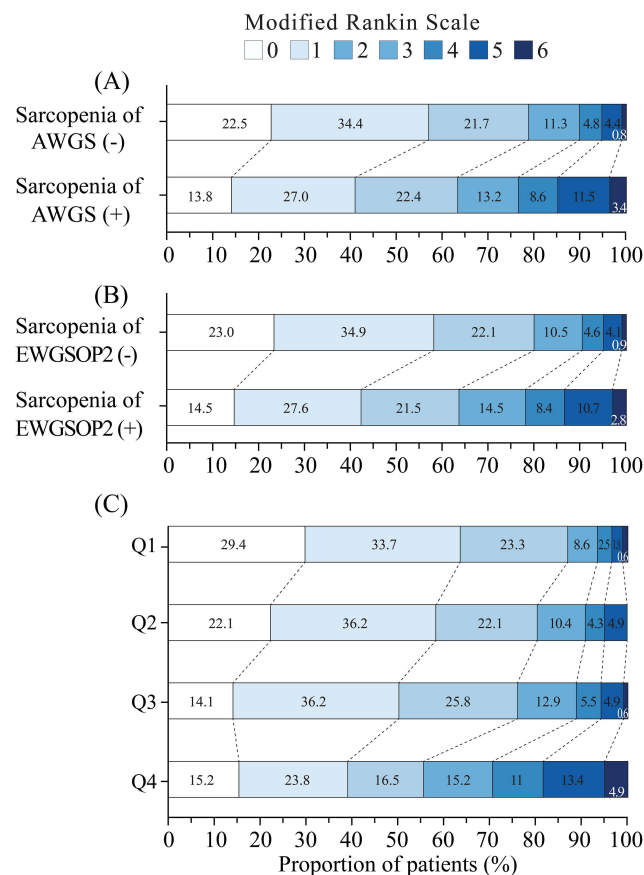 Modified Rankin Scale
0 1 2 3 4 5 6
(A)
Sarcopenia of
AWGS (-)
22.5 34.4 21.7 11.3 4.8 4.4 0.8
Sarcopenia of
AWGS (+)
13.8 27.0 22.4 13.2 8.6 11.5 3.4
0 10 20 30 40 50 60 70 80 90 100
(B)
Sarcopenia of
EWGSOP2 (-)
23.0 34.9 22.1 10.5 4.6 4.1 0.9
Sarcopenia of
EWGSOP2 (+)
14.5 27.6 21.5 14.5 8.4 10.7 2.8
0 10 20 30 40 50 60 70 80 90 100
(C)
Q1 29.4 33.7 23.3 8.6 2.5 1.8 0.6
Q2 22.1 36.2 22.1 10.4 4.3 4.9
Q3 14.1 36.2 25.8 12.9 5.5 4.9 0.6
Q4 15.2 23.8 16.5 15.2 11 13.4 4.9
0 10 20 30 40 50 60 70 80 90 100
Proportion of patients (%)